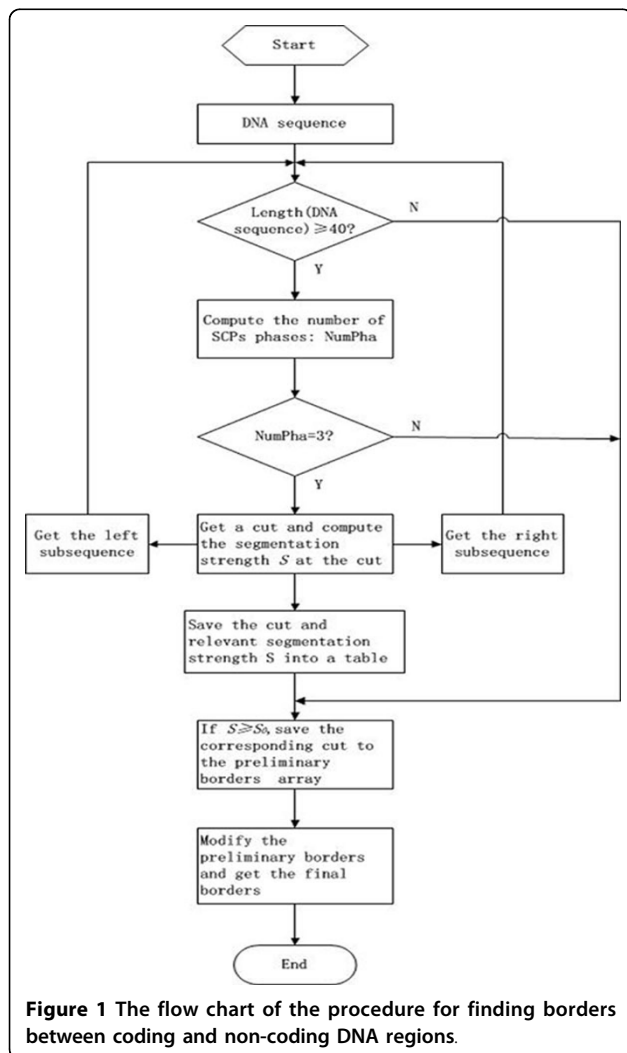 Start
DNA sequence
Length(DNA
sequence)≥40?
N
Y
Compute the number of
SCPs phases: NumPha
NumPha=3?
N
Y
Get the left
subsequence
Get a cut and compute
the segmentation
strength S at the cut
Get the right
subsequence
Save the cut and
relevant segmentation
strength S into a table
If S≥S₀,save the
corresponding cut to
the preliminary
borders array
Modify the
preliminary borders
and get the final
borders
End
Figure 1 The flow chart of the procedure for finding borders
between coding and non-coding DNA regions.